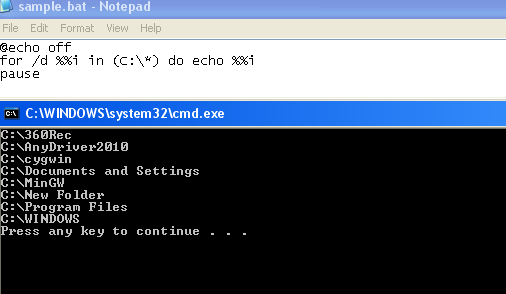 sample.bat - Notepad
File Edit Format View Help
@echo off
for /d %%i in (C:\*) do echo %%i
pause
C:\WINDOWS\system32\cmd.exe
C:\360Rec
C:\AnyDriver2010
C:\cygwin
C:\Documents and Settings
C:\MinGW
C:\New Folder
C:\Program Files
C:\WINDOWS
Press any key to continue . . .